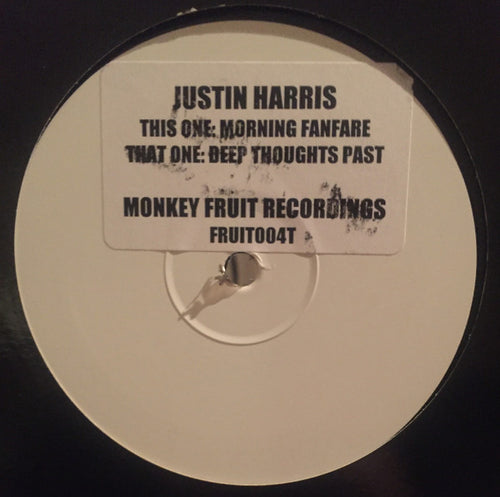 JUSTIN HARRIS
THIS ONE: MORNING FANFARE
THAT ONE: DEEP THOUGHTS PAST
MONKEY FRUIT RECORDINGS
FRUIT004T